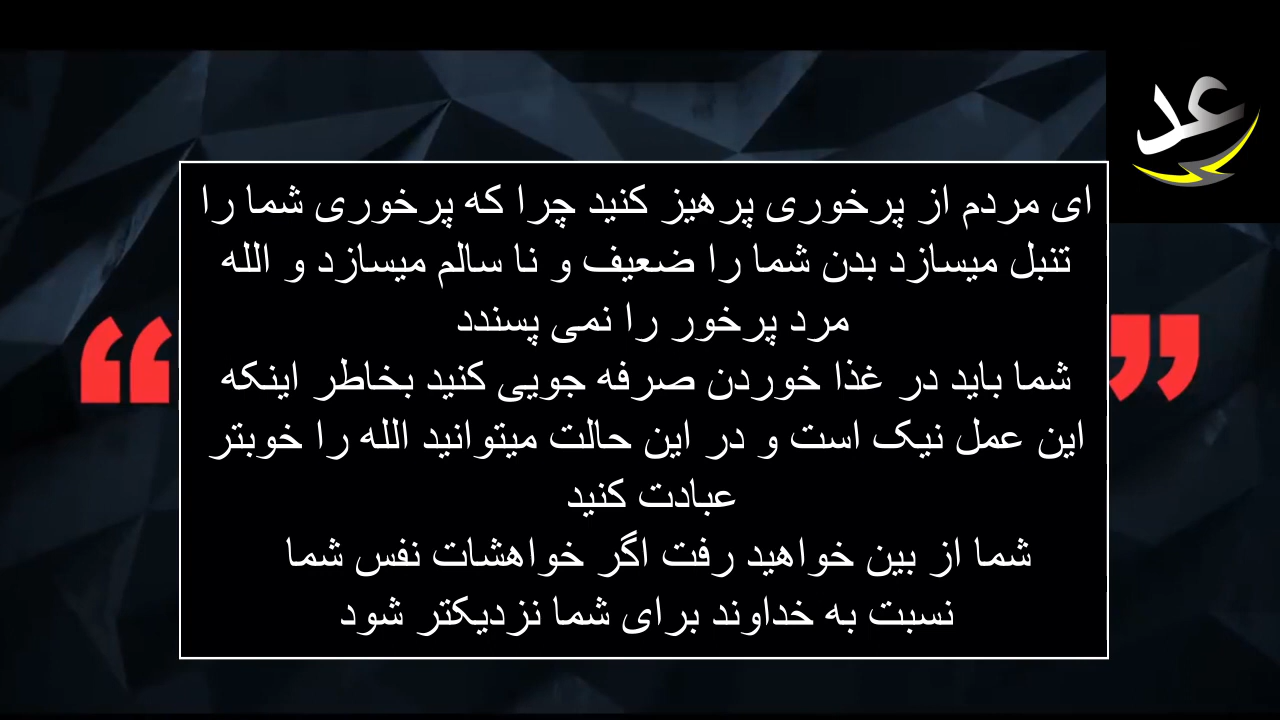 عد
ای مردم از پرخوری پرهیز کنید چرا که پرخوری شما را
تنبل میسازد بدن شما را ضعیف و نا سالم میسازد و الله
مرد پرخور را نمی پسندد
شما باید در غذا خوردن صرفه جویی کنید بخاطر اینکه
این عمل نیک است و در این حالت میتوانید الله را خوبتر
عبادت کنید
شما از بین خواهید رفت اگر خواهشات نفس شما
نسبت به خداوند برای شما نزدیکتر شود